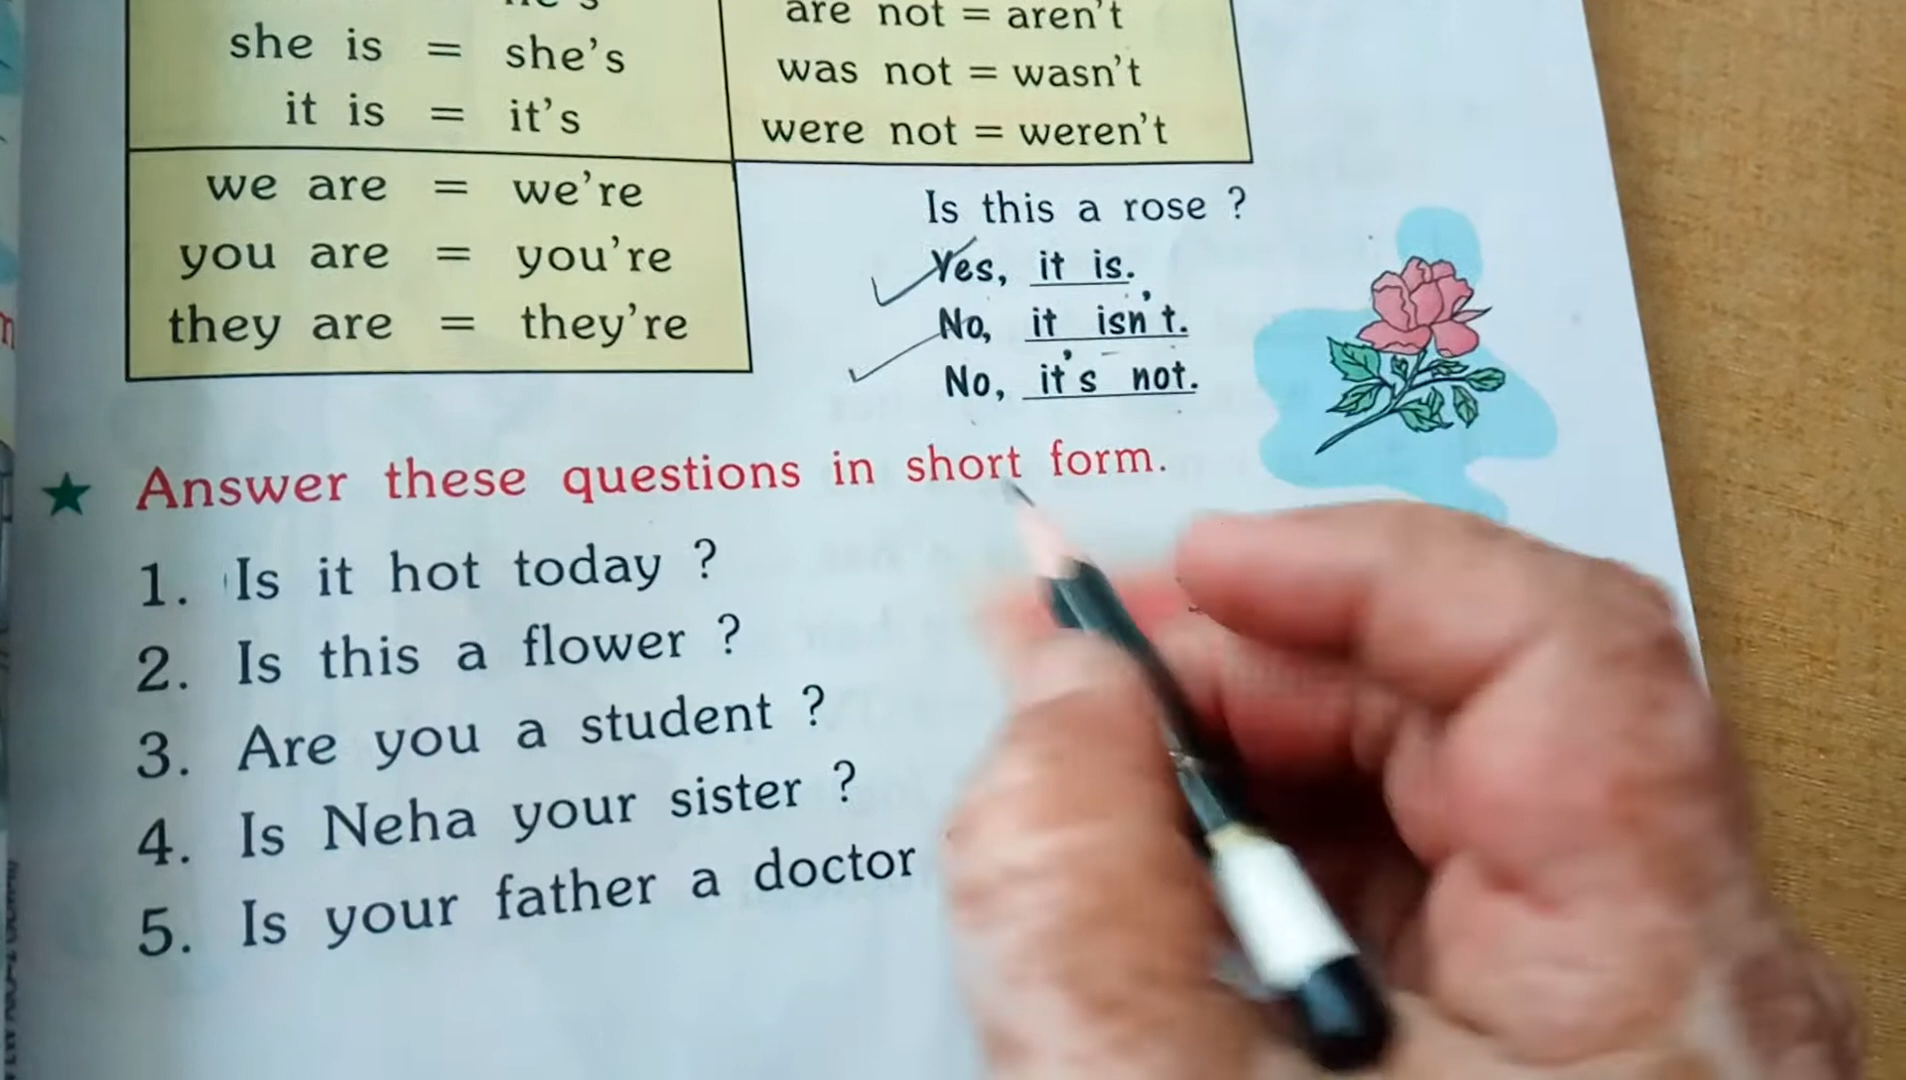 she is = she's
it is = it's
we are = we're
you are = you're
they are = they're
are not = aren't
was not = wasn't
were not = weren't
Is this a rose ?
Yes, it is.
No, it isn't.
No, it's not.
Answer these questions in short form.
1. Is it hot today ?
2. Is this a flower ?
3. Are you a student ?
4. Is Neha your sister ?
5. Is your father a doctor